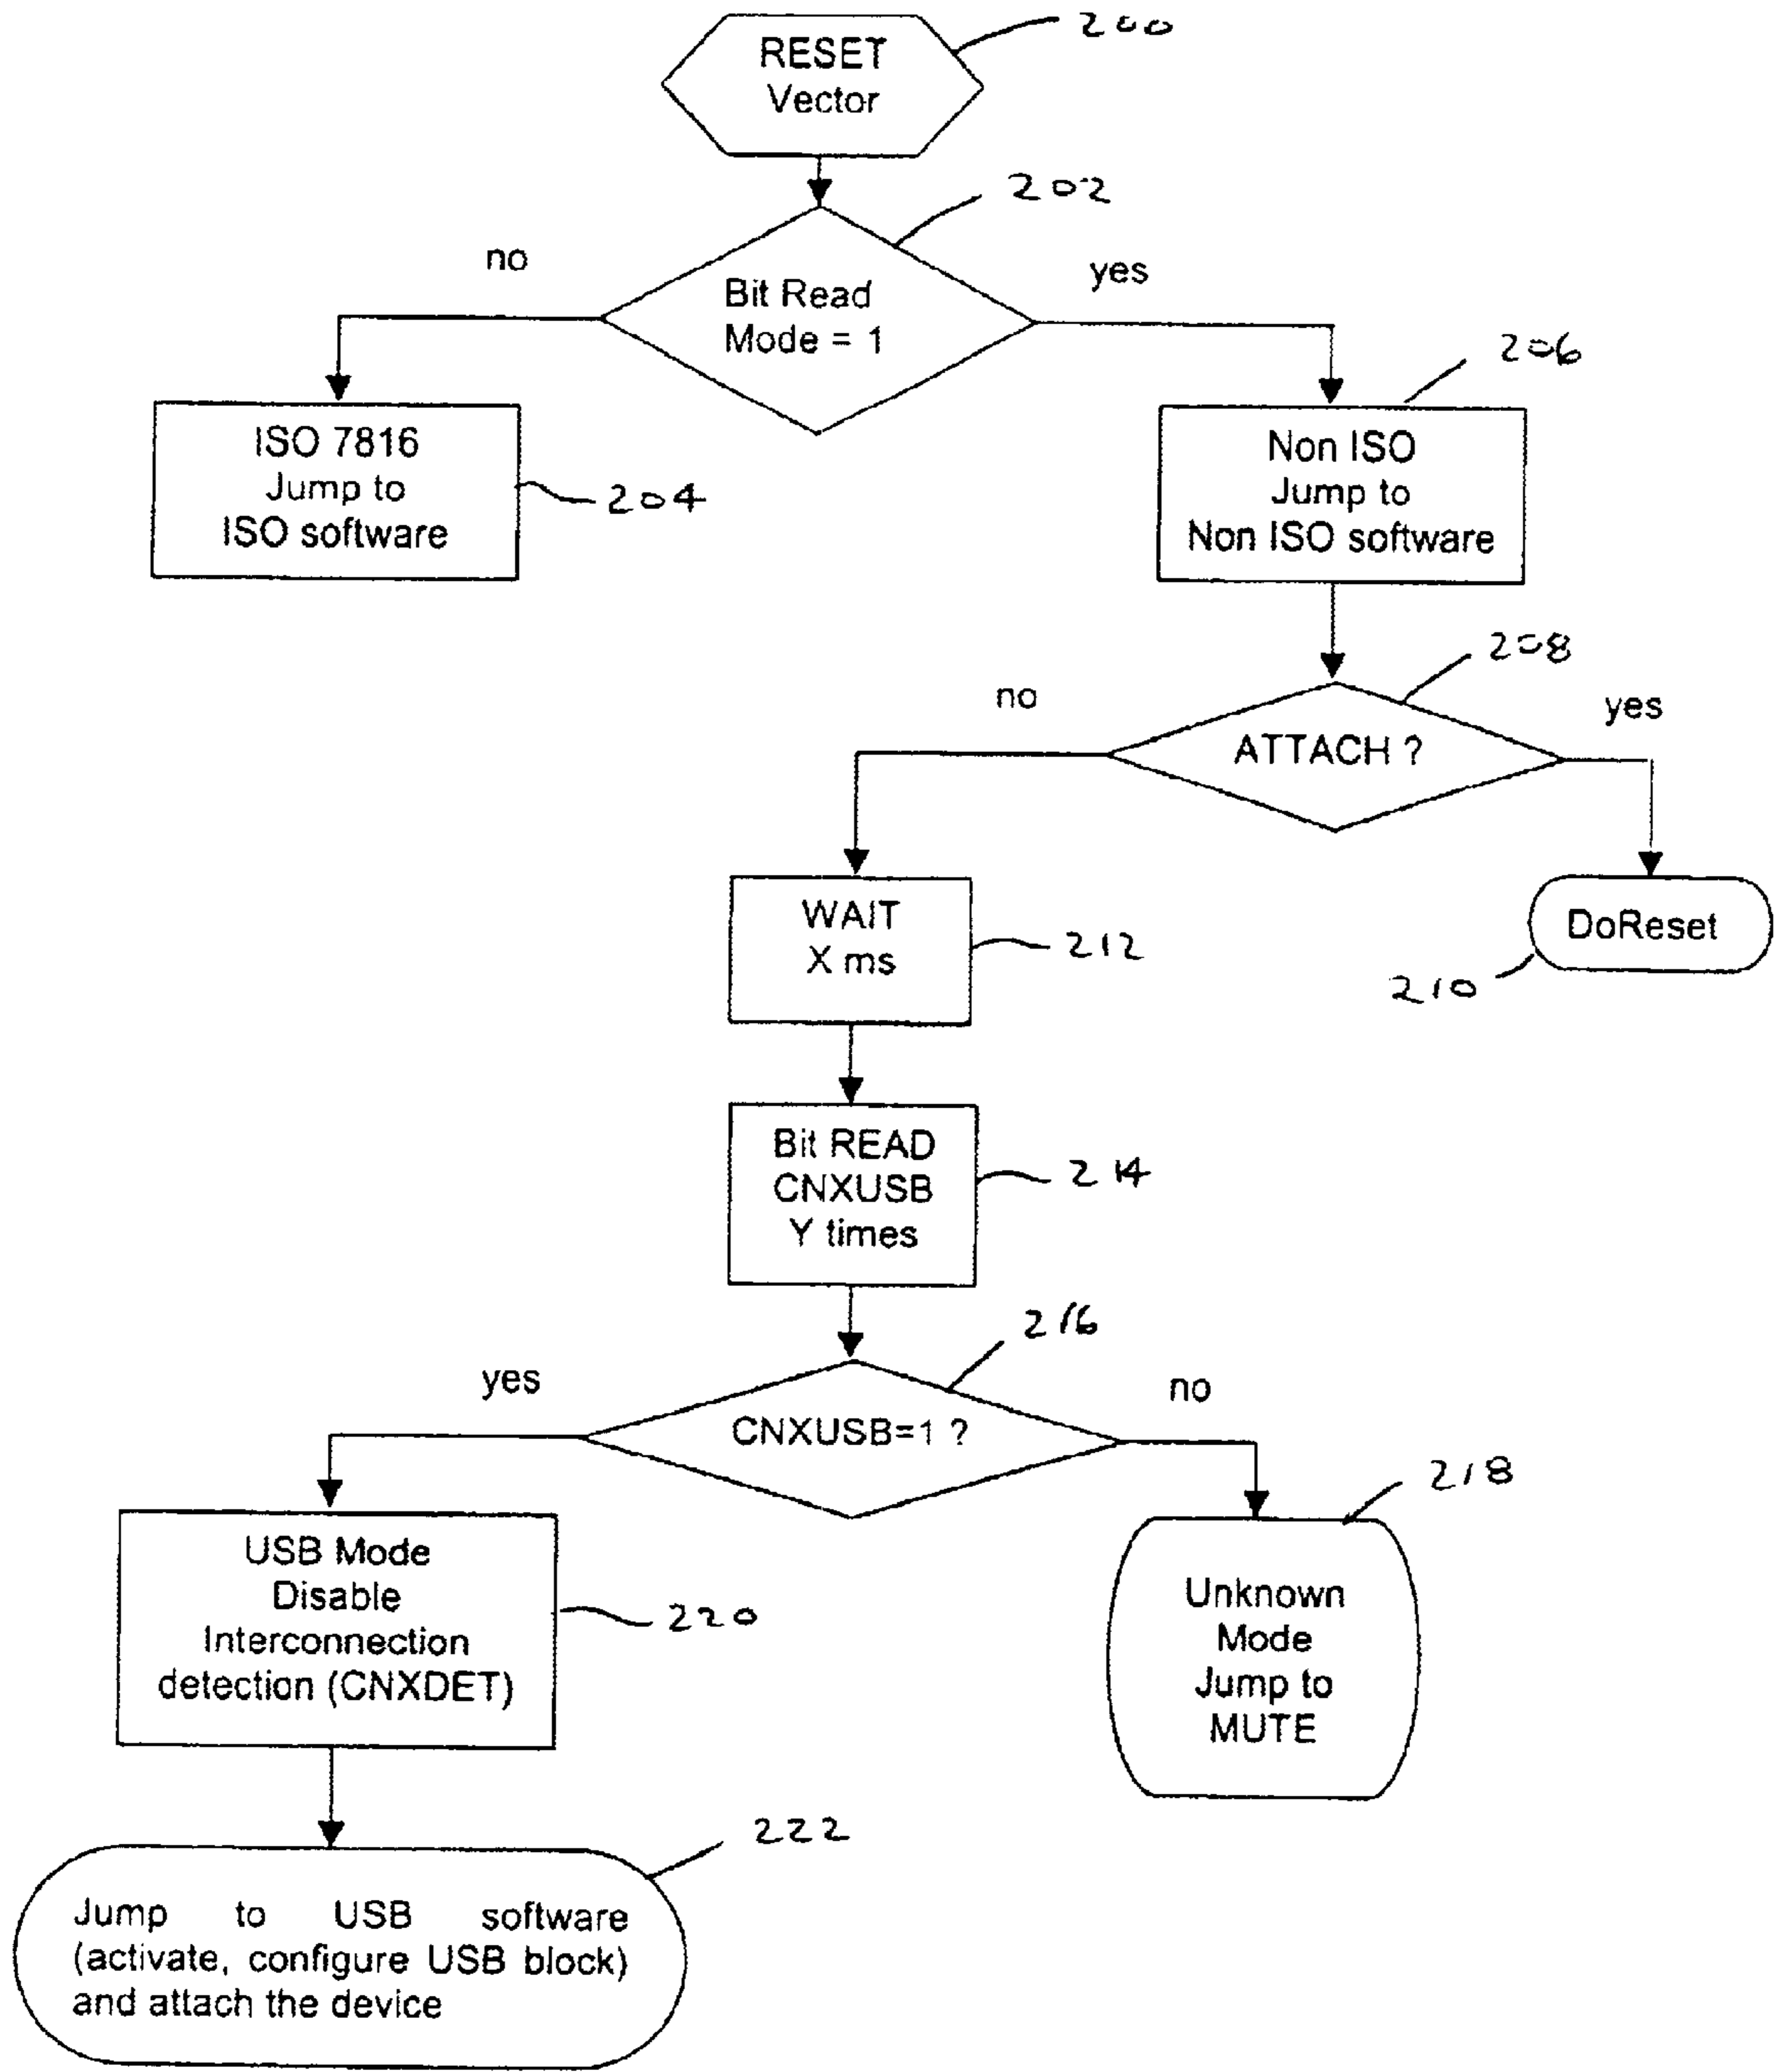 200
RESET
Vector
202
no
yes
Bit Read
Mode = 1
206
ISO 7816
Jump to
ISO software
204
Non ISO
Jump to
Non ISO software
208
no
yes
ATTACH ?
WAIT
X ms
212
DoReset
210
Bit READ
CNXUSB
Y times
214
216
yes
no
CNXUSB=1 ?
218
USB Mode
Disable
Interconnection
detection (CNXDET)
220
Unknown
Mode
Jump to
MUTE
222
Jump to USB software
(activate, configure USB block)
and attach the device